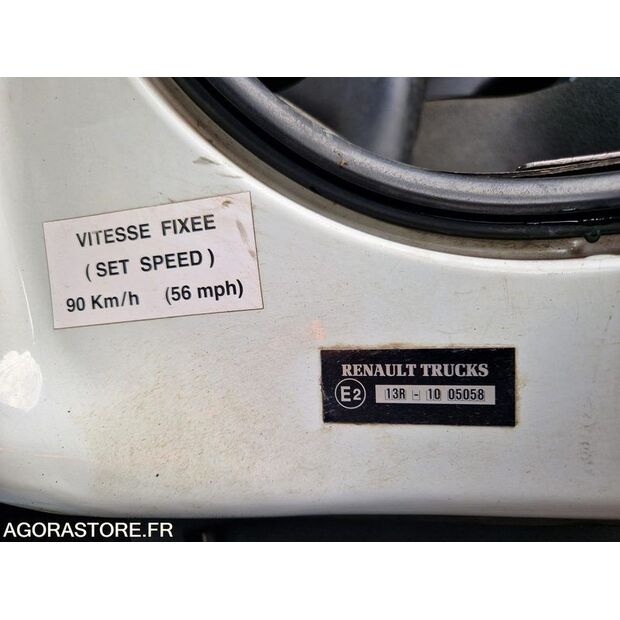 VITESSE FIXEE
( SET SPEED )
90 Km/h (56 mph)
RENAULT TRUCKS
E2 13R - 10 05058
AGORASTORE.FR